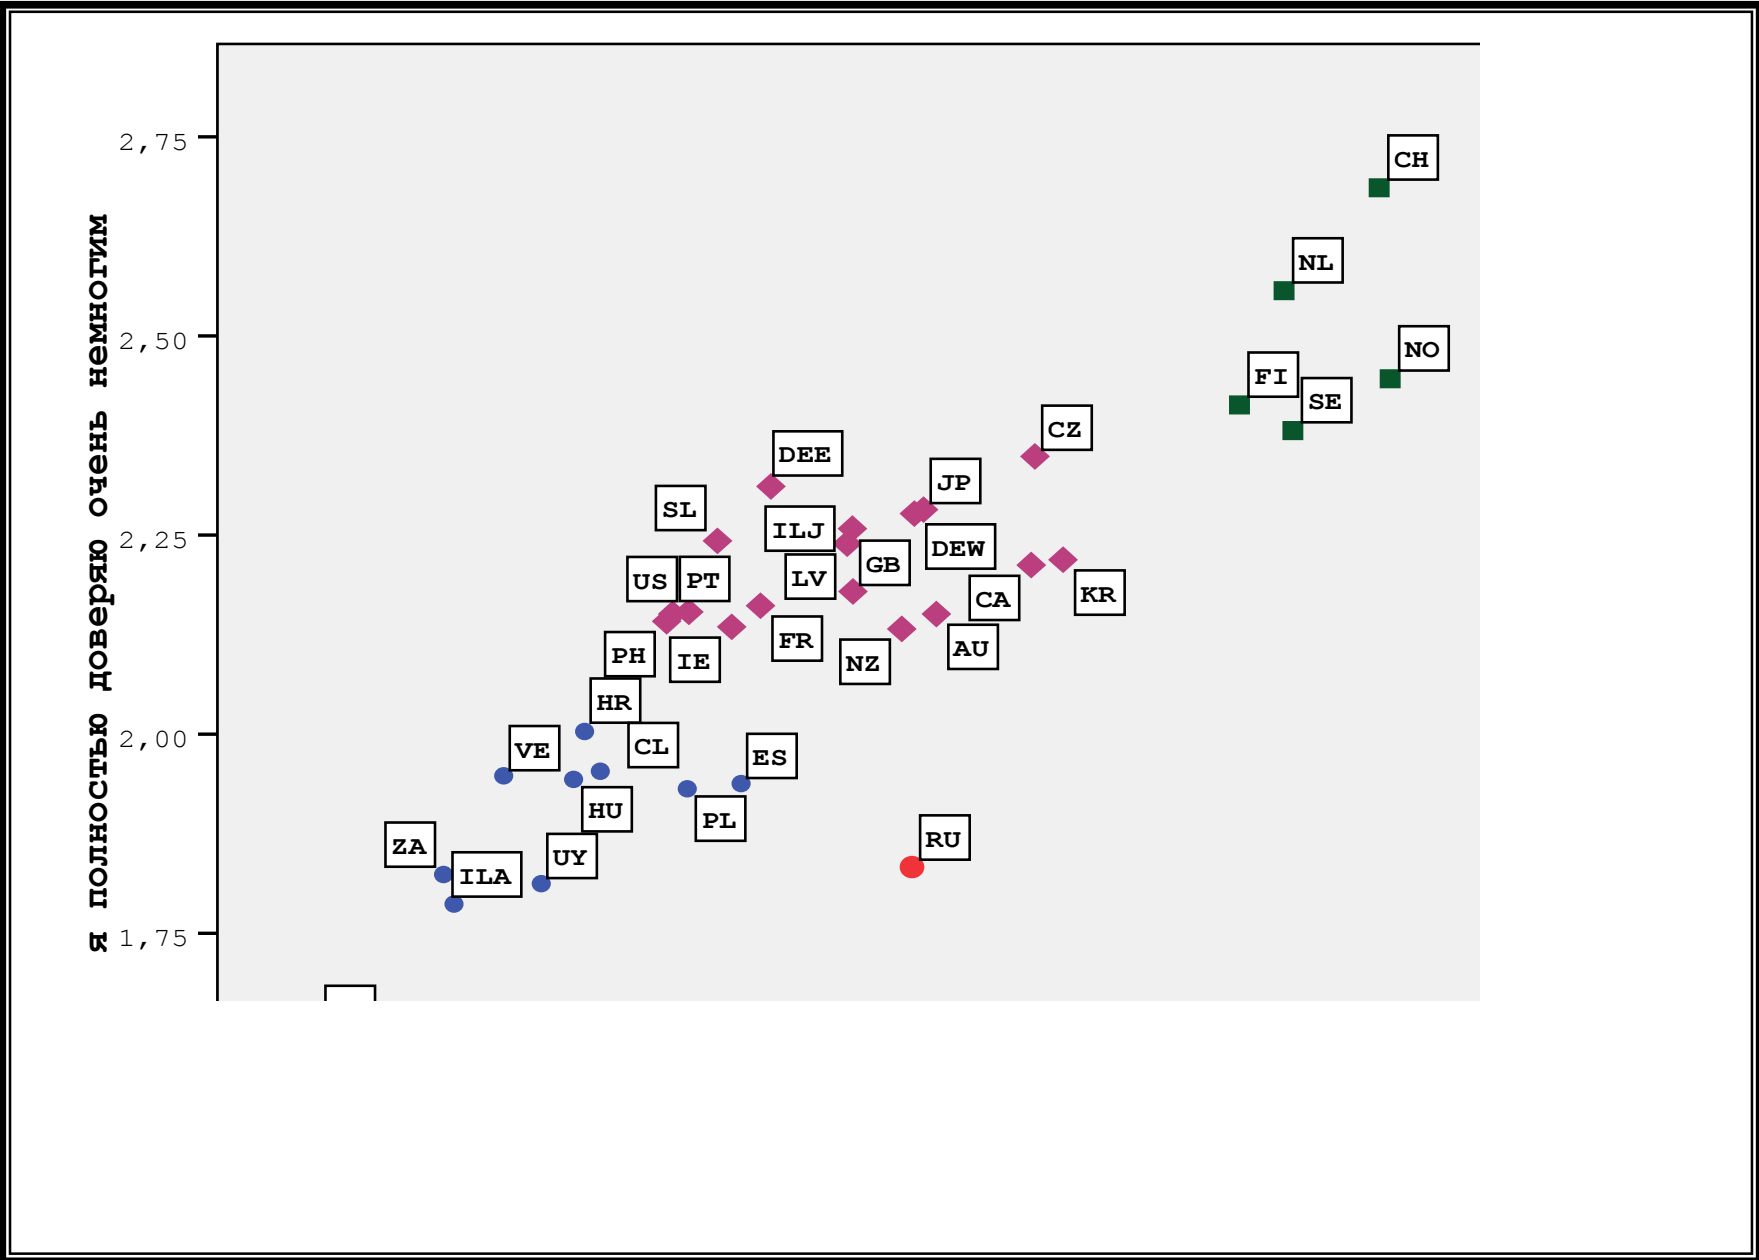 я полностью доверяю очень немногим
2,75
2,50
2,25
2,00
1,75
CH
NL
NO
FI
SE
CZ
DEE
JP
SL
ILJ
DEW
GB
US
PT
LV
CA
KR
FR
AU
PH
IE
NZ
HR
CL
VE
ES
HU
PL
ZA
UY
RU
ILA